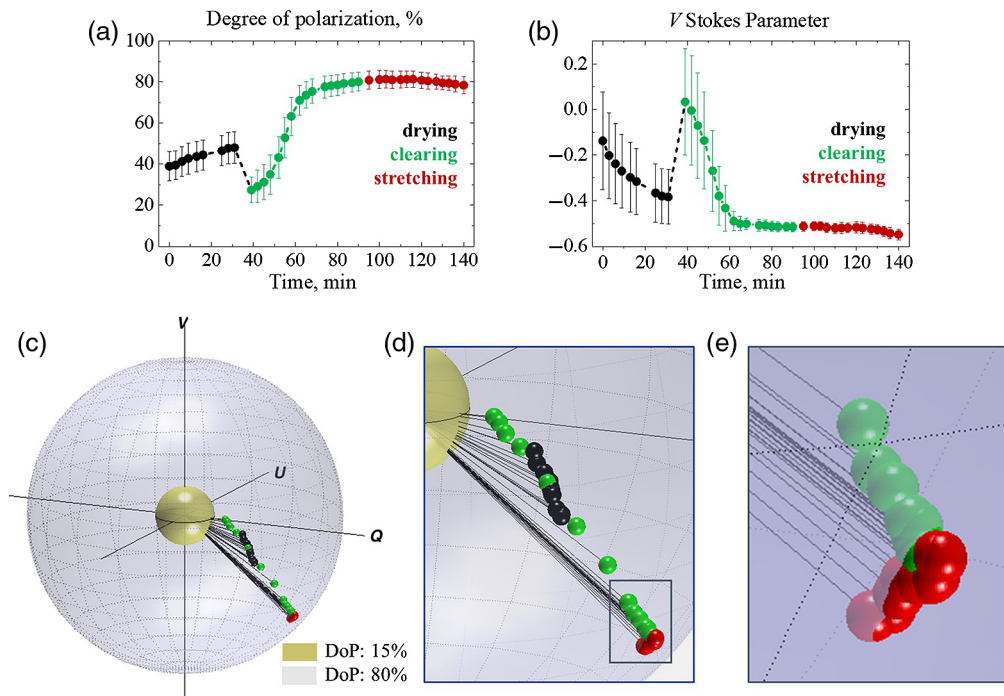 Degree of polarization, %
(a)
100
80
60
40
20
0
drying
clearing
stretching
0 20 40 60 80 100 120 140
Time, min
V Stokes Parameter
(b)
0.2
0.0
−0.2
−0.4
−0.6
drying
clearing
stretching
0 20 40 60 80 100 120 140
Time, min
(c)
V
U
Q
DoP: 15%
DoP: 80%
(d)
(e)